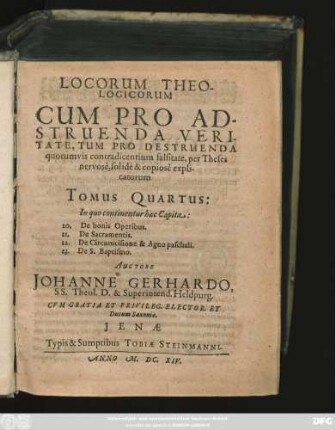 LOCORUM THEO-
LOGICORUM
CUM PRO AD-
STRUENDA VERI-
TATE, TUM PRO DESTRUENDA
quorumvis contradicentium falsitate, per Theses
nervosè, solidè & copiosè expli-
catorum
TOMUS QUARTUS:
In quo continentur hæc Capita:
20. De bonis Operibus.
21. De Sacramentis.
22. De Circumcisione & Agno paschali.
23. De S. Baptismo.
AUCTORE
JOHANNE GERHARDO,
SS. Theol. D. & Superintend. Heldpurg.
CVM GRATIA ET PRIVILEG. ELECTOR. ET
Ducum Saxoniæ.
JENÆ
Typis & Sumptibus TOBIÆ STEINMANNI.
ANNO M. DC. XIV.
DFG